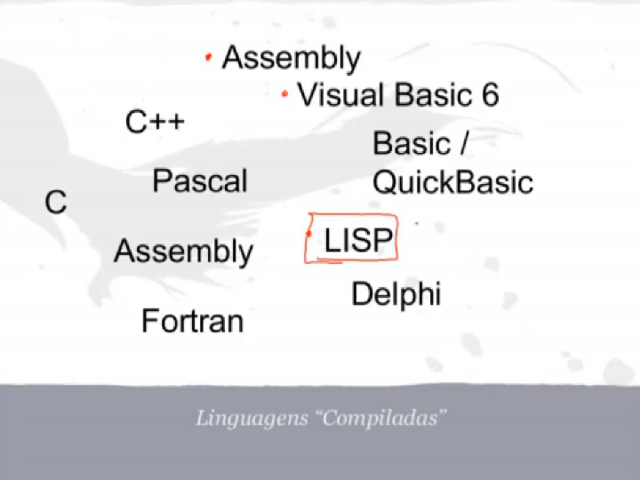 Assembly
Visual Basic 6
C++
Basic /
QuickBasic
Pascal
C
LISP
Assembly
Delphi
Fortran
Linguagens “Compiladas”